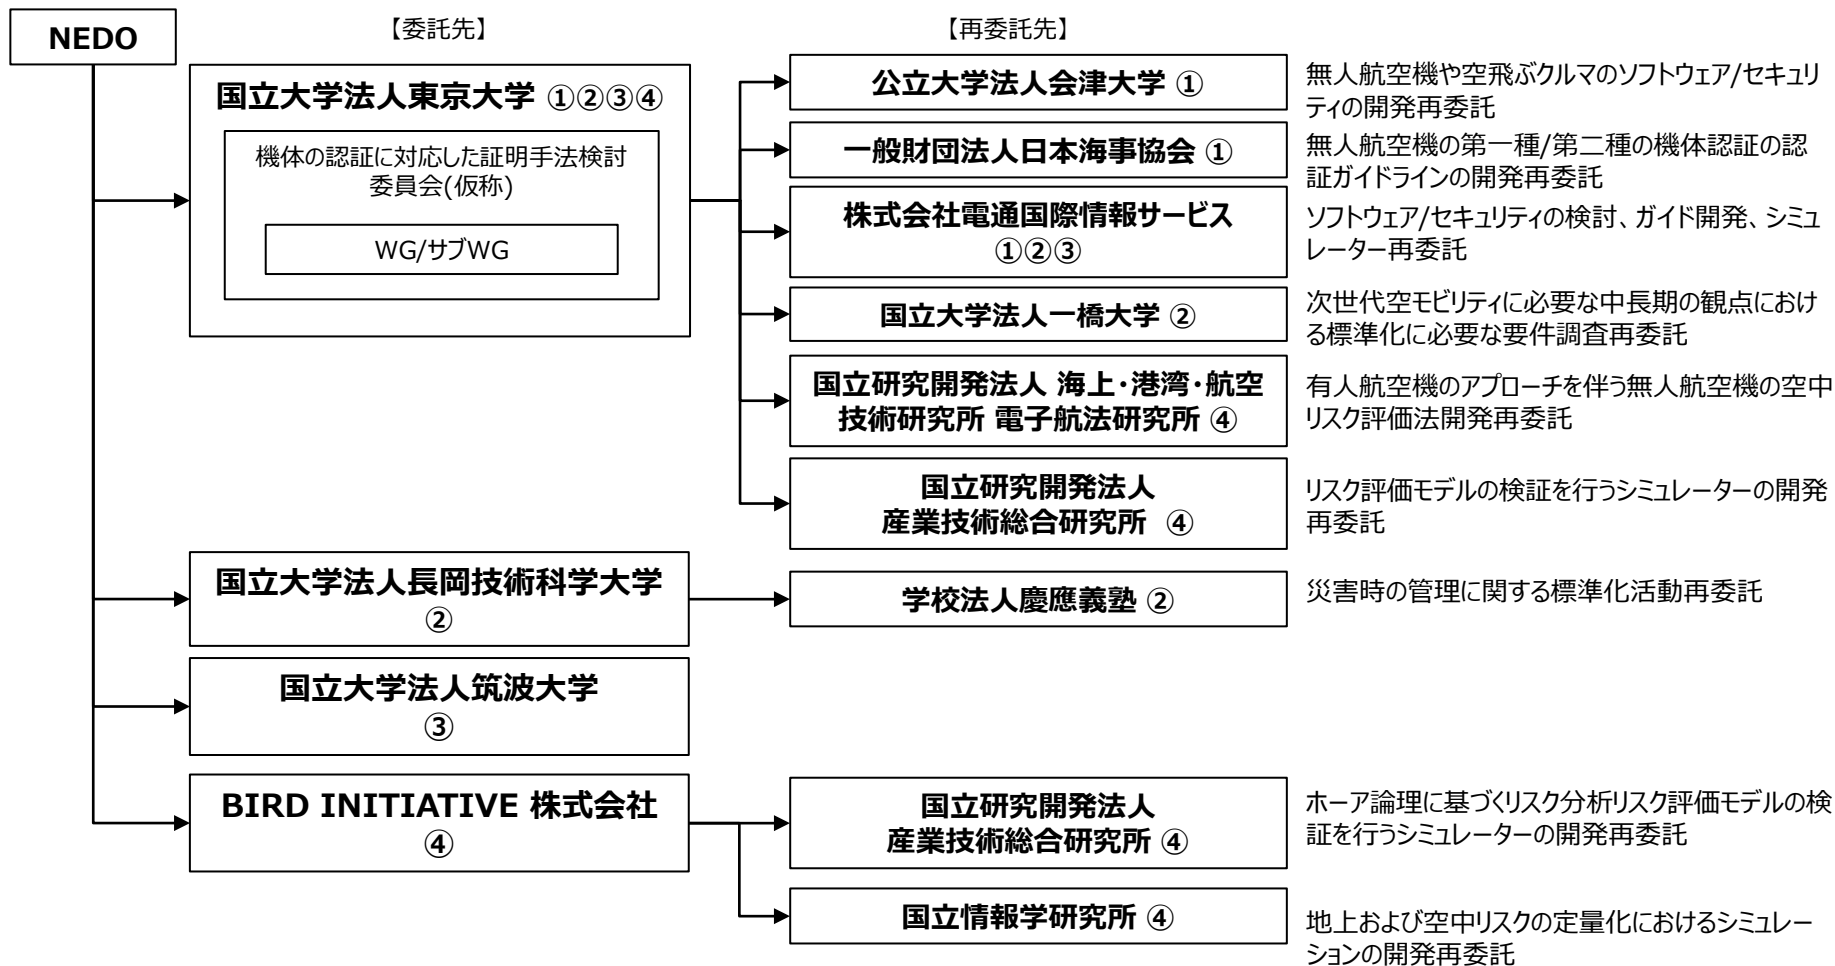 NEDO
【委託先】
【再委託先】
国立大学法人東京大学 ①②③④
機体の認証に対応した証明手法検討
委員会(仮称)
WG/サブWG
公立大学法人会津大学 ①
無人航空機や空飛ぶクルマのソフトウェア/セキュリ
ティの開発再委託
一般財団法人日本海事協会 ①
無人航空機の第一種/第二種の機体認証の認
証ガイドラインの開発再委託
株式会社電通国際情報サービス
①②③
ソフトウェア/セキュリティの検討、ガイド開発、シミュ
レーター再委託
国立大学法人一橋大学 ②
次世代空モビリティに必要な中長期の観点におけ
る標準化に必要な要件調査再委託
国立研究開発法人 海上・港湾・航空
技術研究所 電子航法研究所 ④
有人航空機のアプローチを伴う無人航空機の空中
リスク評価法開発再委託
国立研究開発法人
産業技術総合研究所 ④
リスク評価モデルの検証を行うシミュレーターの開発
再委託
国立大学法人長岡技術科学大学
②
学校法人慶應義塾 ②
災害時の管理に関する標準化活動再委託
国立大学法人筑波大学
③
BIRD INITIATIVE 株式会社
④
国立研究開発法人
産業技術総合研究所 ④
ホーア論理に基づくリスク分析リスク評価モデルの検
証を行うシミュレーターの開発再委託
国立情報学研究所 ④
地上および空中リスクの定量化におけるシミュレー
ションの開発再委託